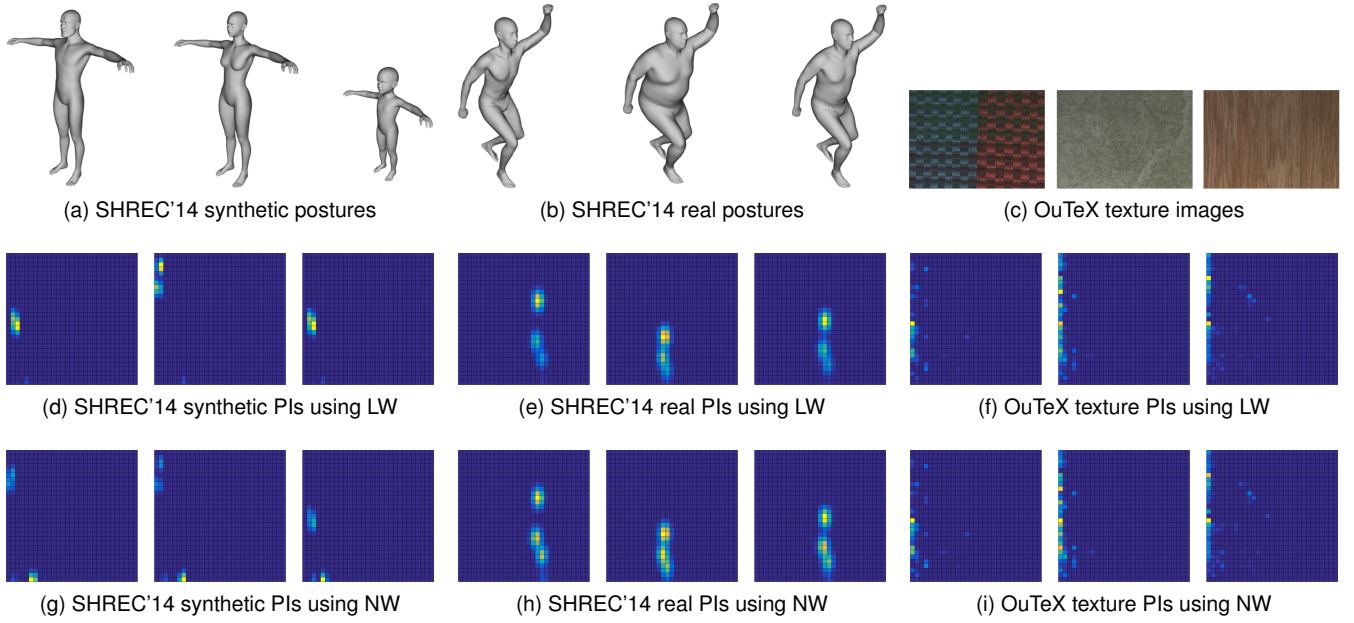 (a) SHREC'14 synthetic postures
(b) SHREC'14 real postures
(c) OuTeX texture images
(d) SHREC'14 synthetic PIs using LW
(e) SHREC'14 real PIs using LW
(f) OuTeX texture PIs using LW
(g) SHREC'14 synthetic PIs using NW
(h) SHREC'14 real PIs using NW
(i) OuTeX texture PIs using NW